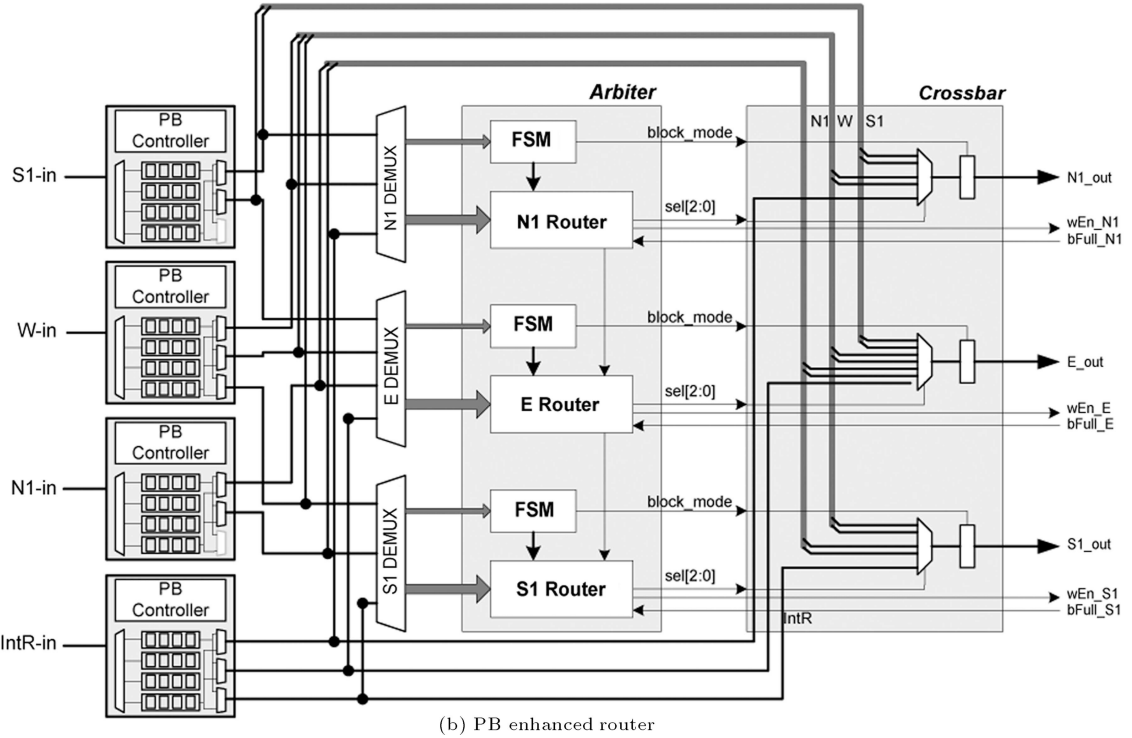 Arbiter
Crossbar
PB
Controller
S1-in
N1 DEMUX
FSM
block_mode
N1 W S1
N1_out
N1 Router
sel[2:0]
wEn_N1
bFull_N1
PB
Controller
W-in
E DEMUX
FSM
block_mode
E_out
E Router
sel[2:0]
wEn_E
bFull_E
PB
Controller
N1-in
S1 DEMUX
FSM
block_mode
S1_out
S1 Router
sel[2:0]
wEn_S1
bFull_S1
IntR
PB
Controller
IntR-in
(b) PB enhanced router